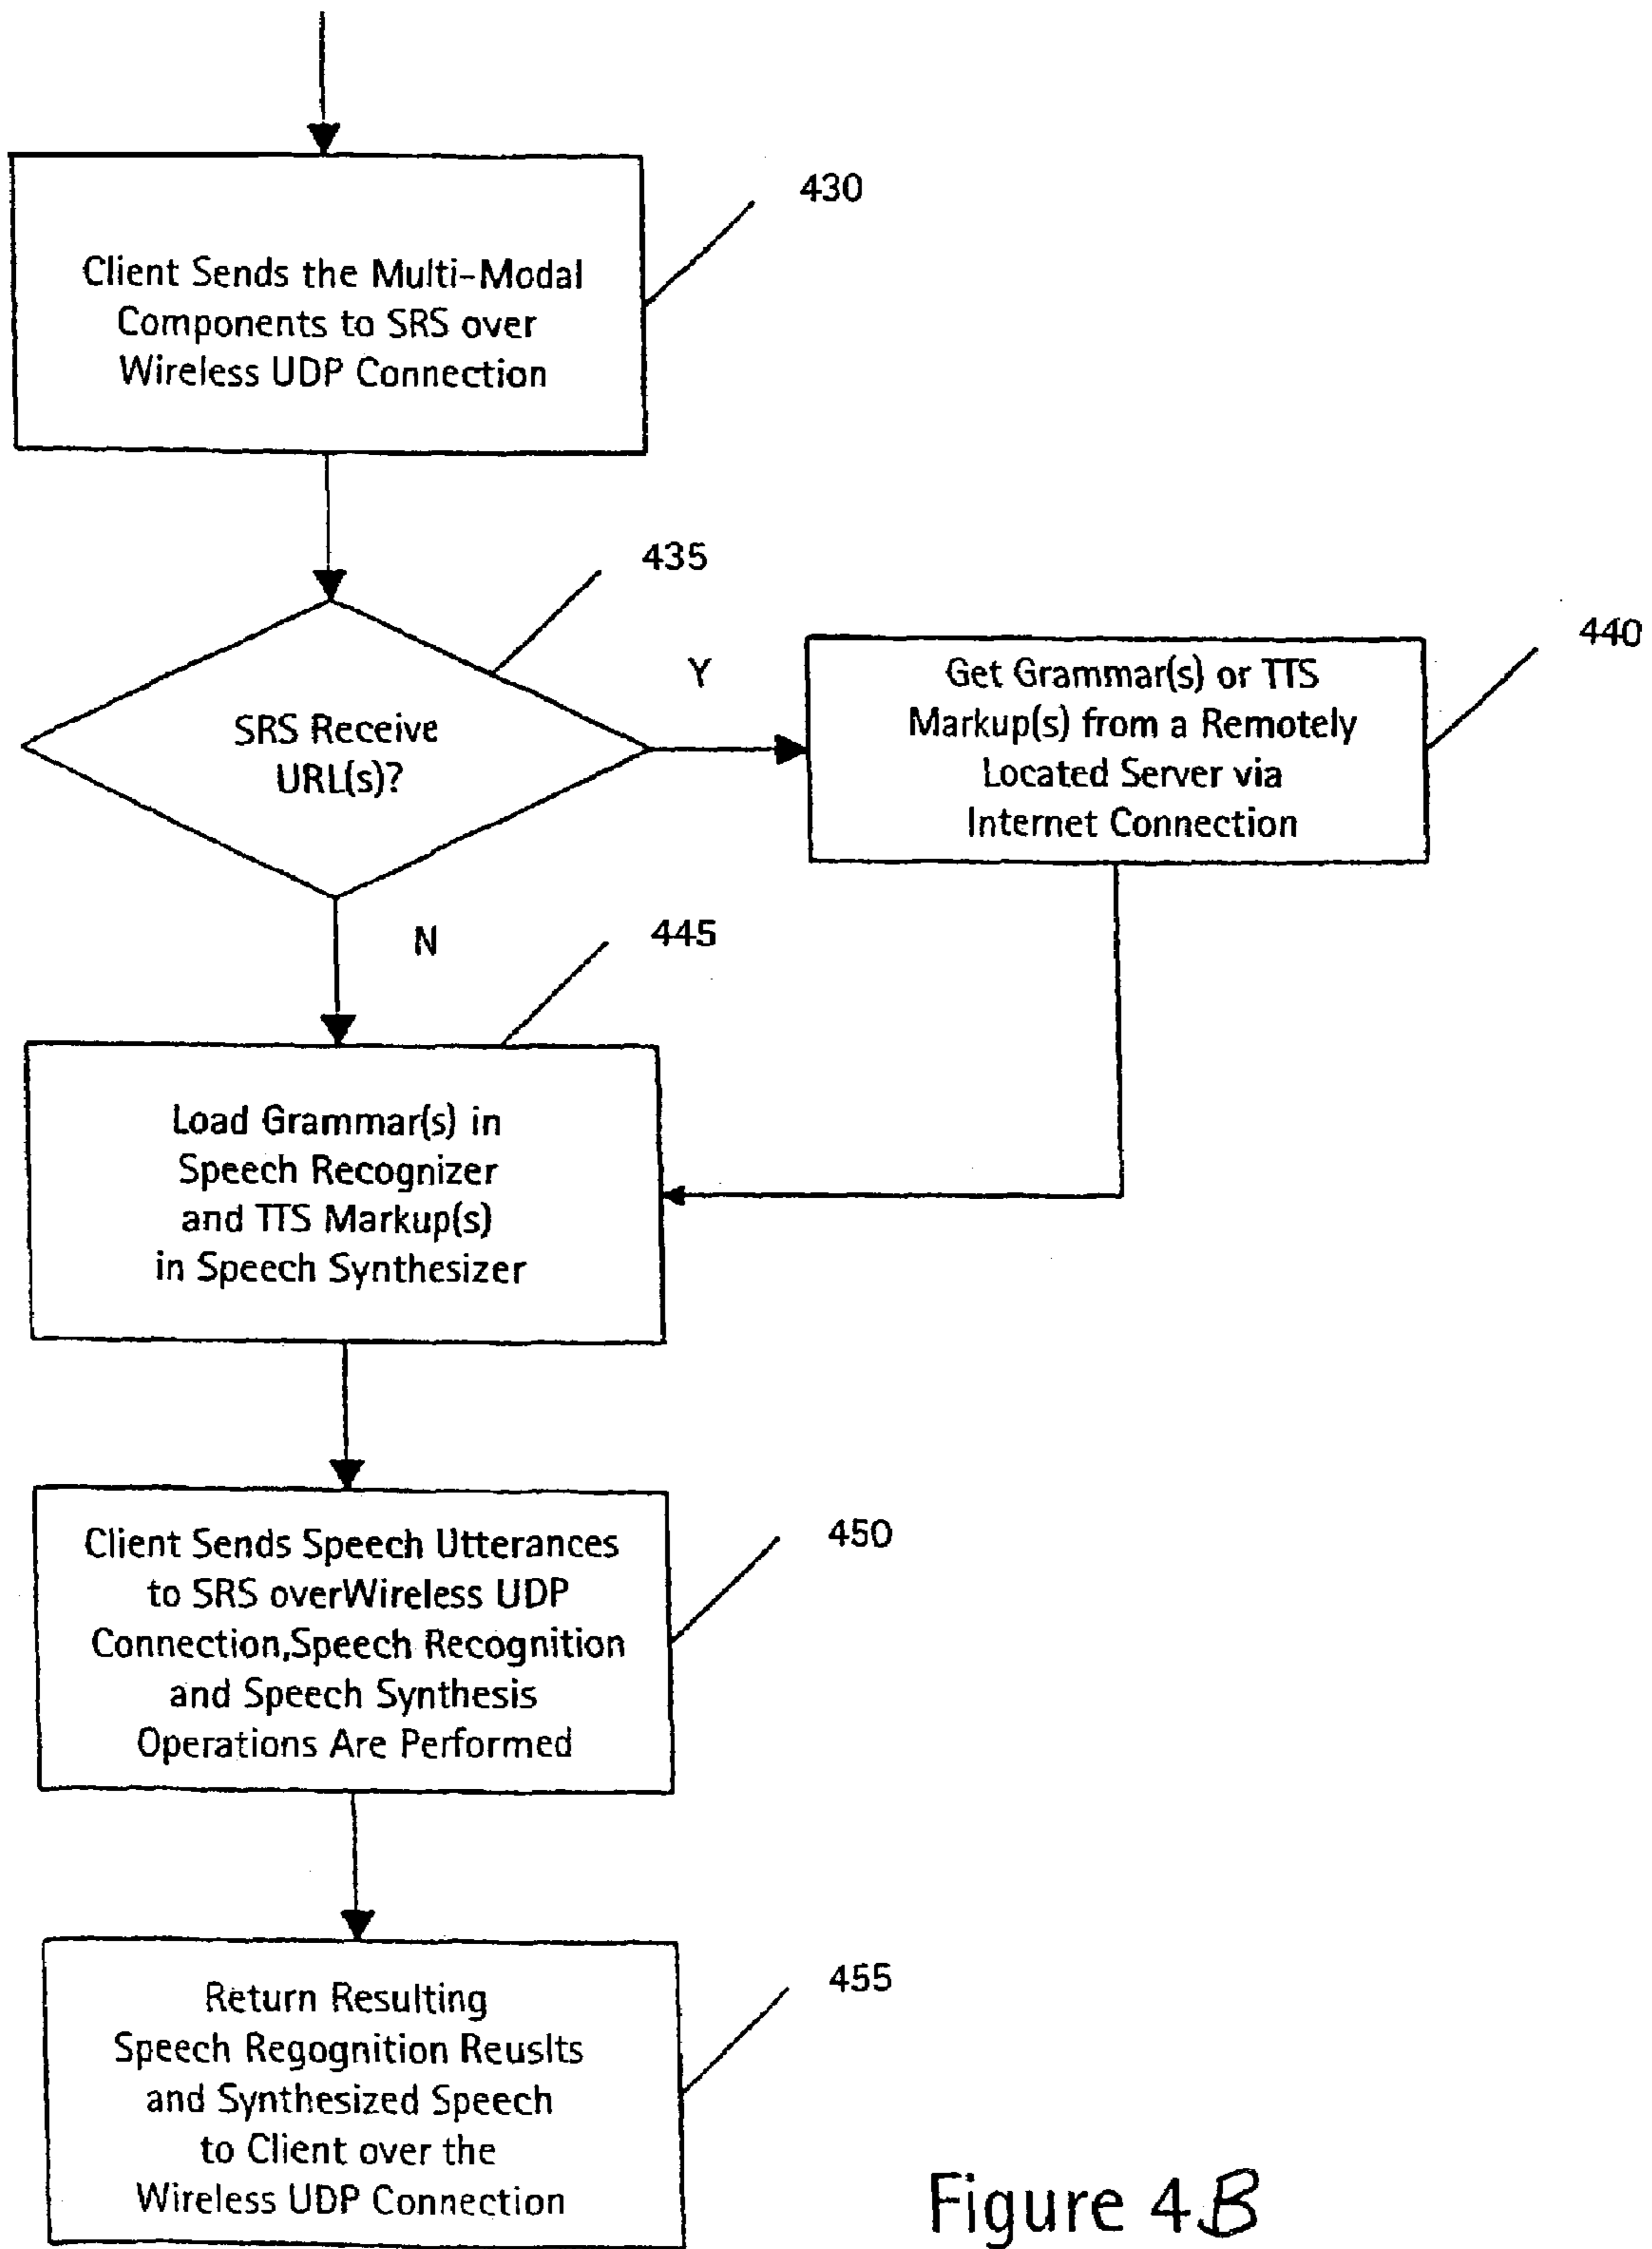 430
Client Sends the Multi-Modal
Components to SRS over
Wireless UDP Connection
435
SRS Receive
URL(s)?
Y
440
Get Grammar(s) or TTS
Markup(s) from a Remotely
Located Server via
Internet Connection
N
445
Load Grammar(s) in
Speech Recognizer
and TTS Markup(s)
in Speech Synthesizer
450
Client Sends Speech Utterances
to SRS overWireless UDP
Connection,Speech Recognition
and Speech Synthesis
Operations Are Performed
455
Return Resulting
Speech Regognition Reuslts
and Synthesized Speech
to Client over the
Wireless UDP Connection
Figure 4B